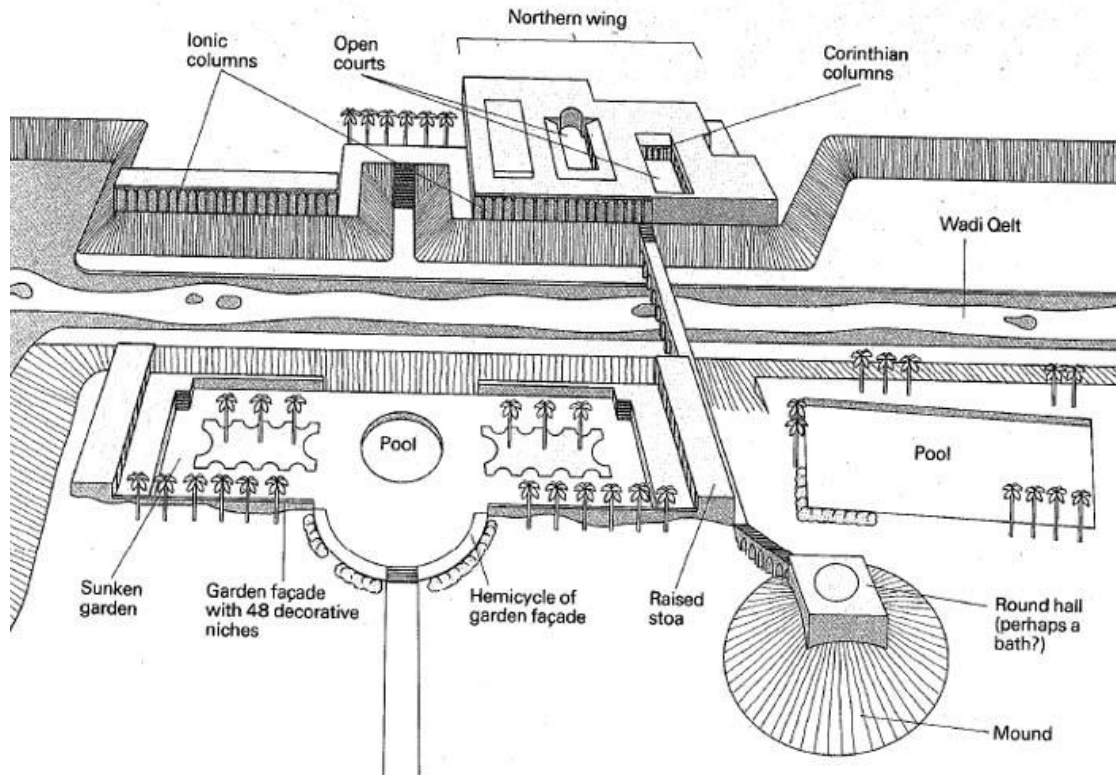 Northern wing
Ionic
columns
Open
courts
Corinthian
columns
Wadi Qelt
Pool
Pool
Sunken
garden
Garden façade
with 48 decorative
niches
Hemicycle of
garden façade
Raised
stoa
Round hall
(perhaps a
bath?)
Mound